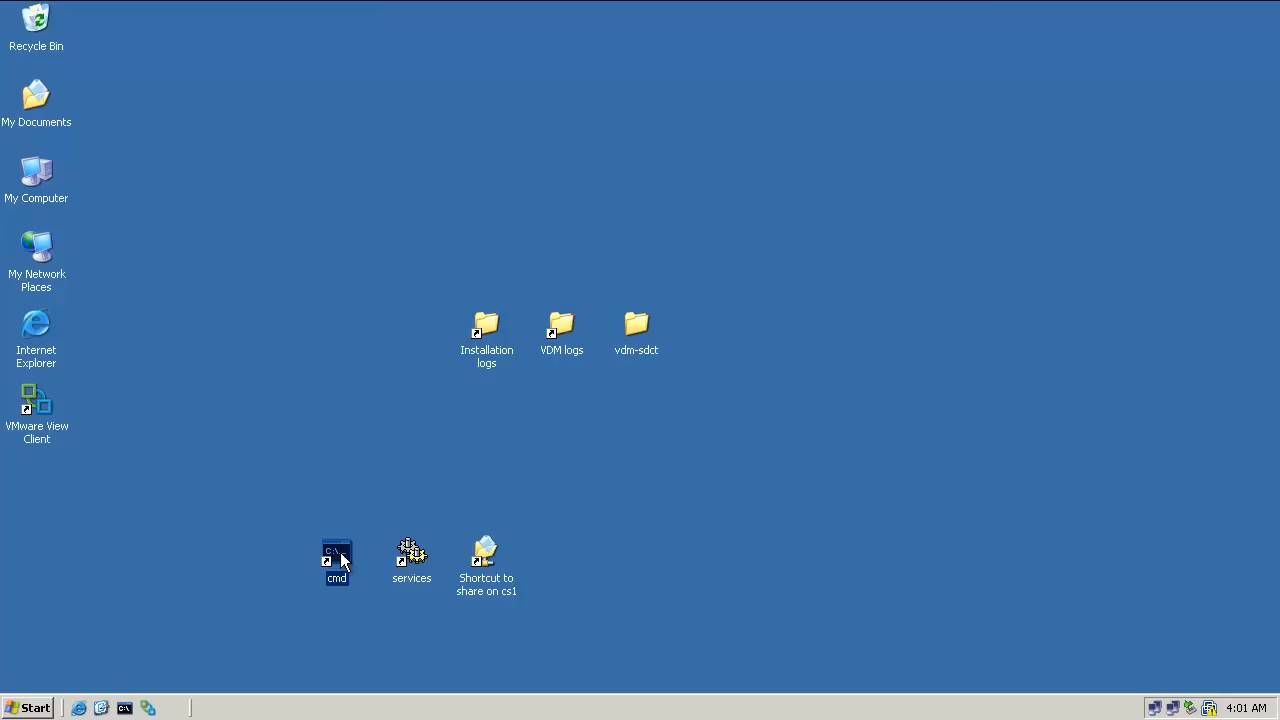 Recycle Bin
My Documents
My Computer
My Network
Places
Internet
Explorer
VMware View
Client
Installation
logs
VDM logs
vdm-sdct
C:\
cmd
services
Shortcut to
share on cs1
Start
C:\
4:01 AM